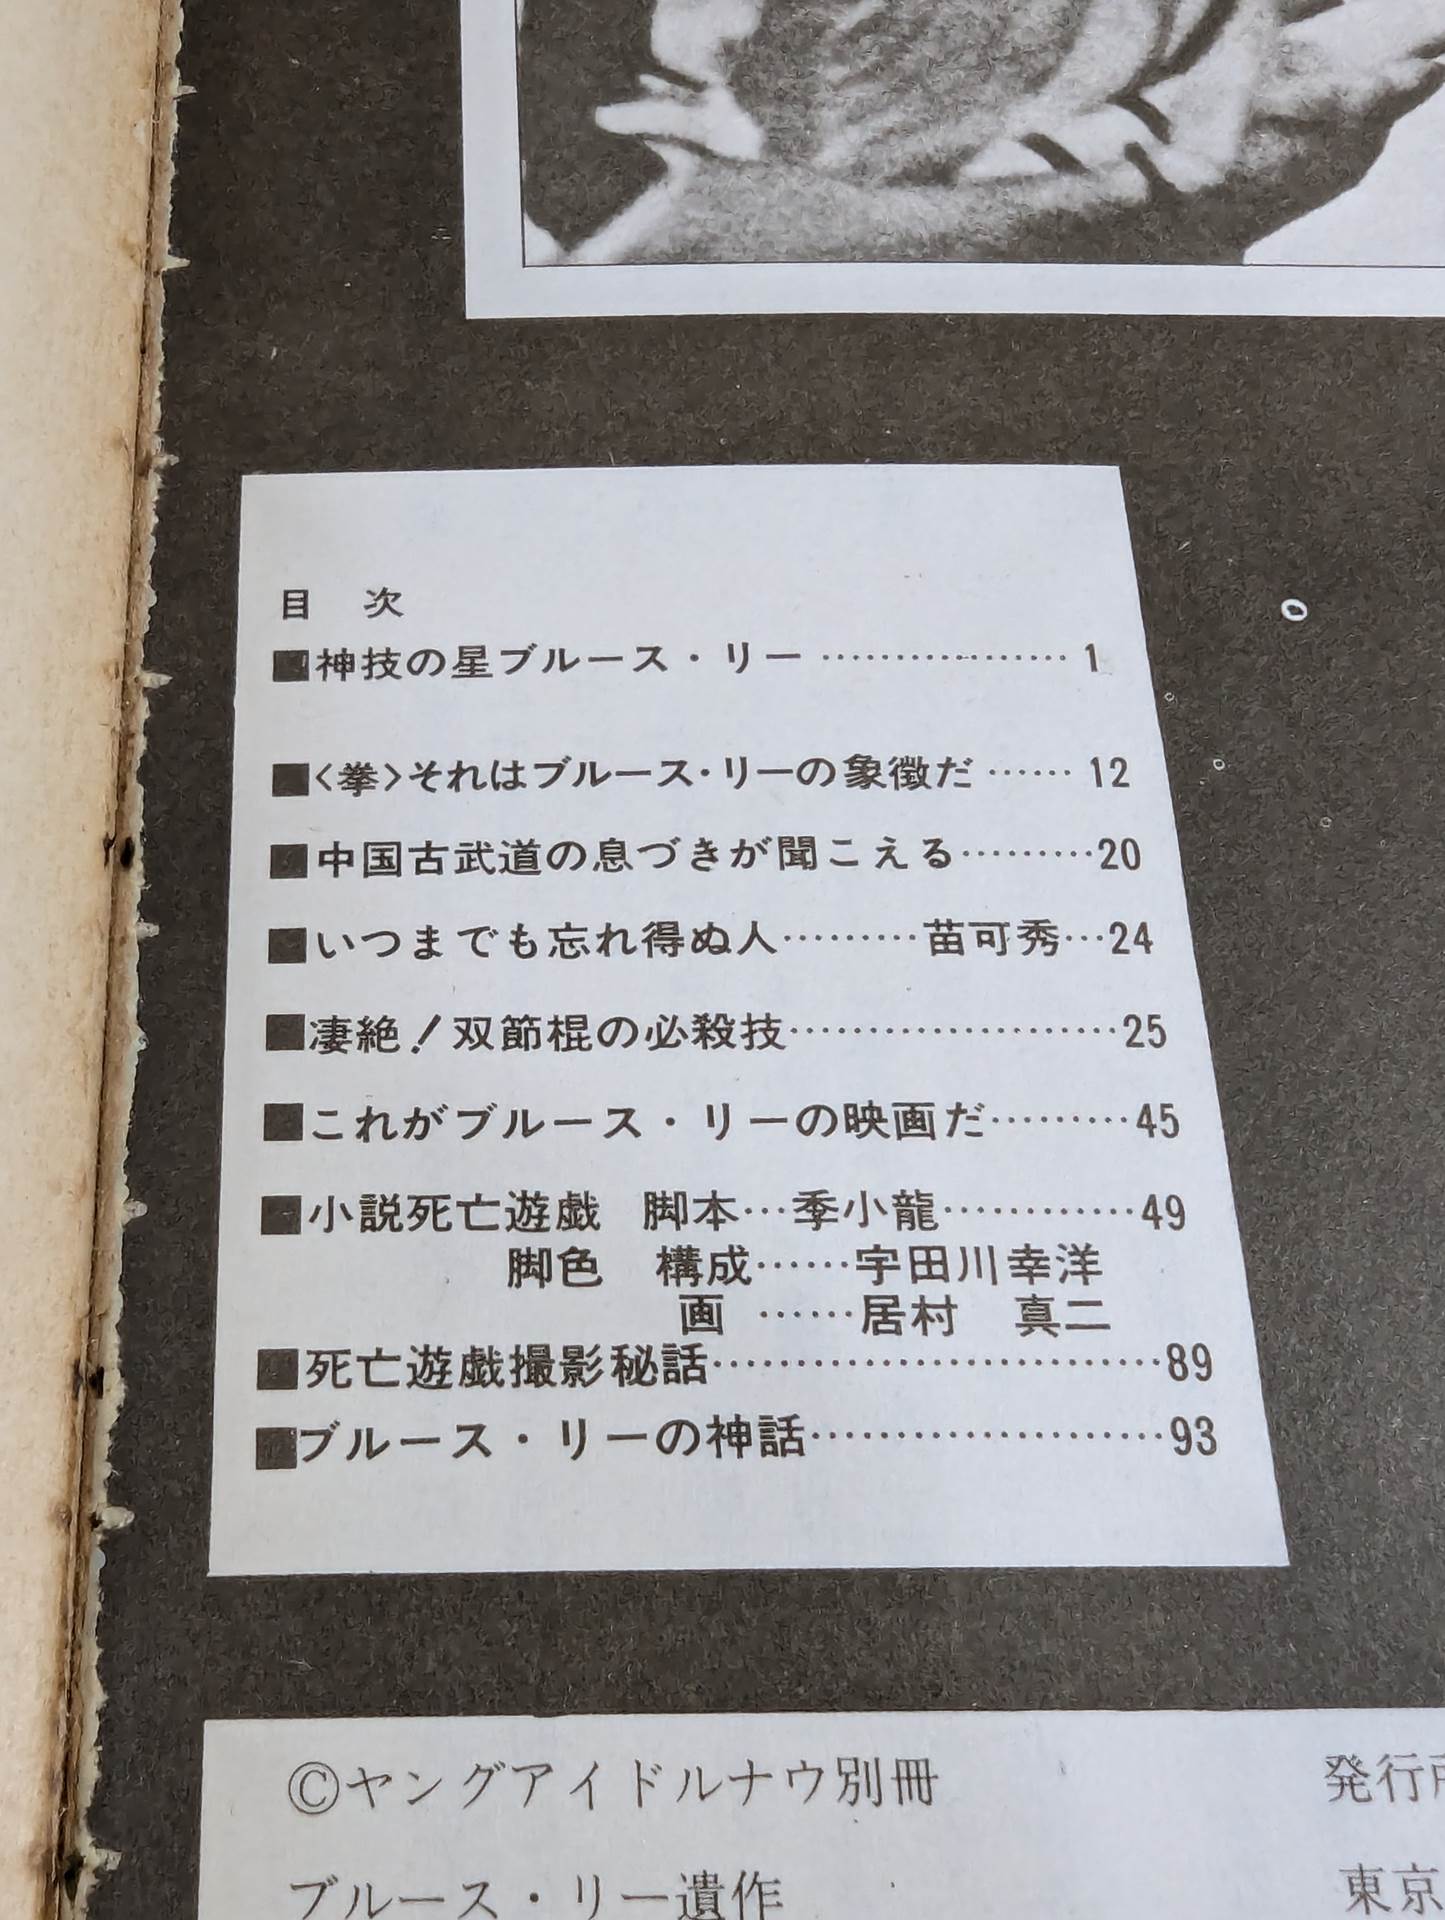 目 次
■神技の星ブルース・リー ……………… 1
■〈拳〉それはブルース・リーの象徴だ …… 12
■中国古武道の息づきが聞こえる………20
■いつまでも忘れ得ぬ人………苗可秀…24
■凄絶!双節棍の必殺技…………………25
■これがブルース・リーの映画だ………45
■小説死亡遊戯 脚本…季小龍…………49
脚色 構成……宇田川幸洋
画 ……居村 真二
■死亡遊戯撮影秘話…………………………89
■ブルース・リーの神話……………………93
©ヤングアイドルナウ別冊 発行所
ブルース・リー遺作 東京